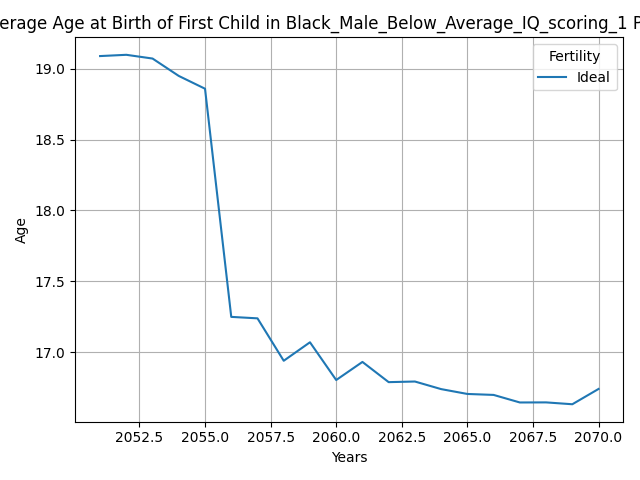 erage Age at Birth of First Child in Black_Male_Below_Average_IQ_scoring_1
Fertility
Ideal
19.0
18.5
18.0
17.5
17.0
Age
2052.5 2055.0 2057.5 2060.0 2062.5 2065.0 2067.5 2070.0
Years